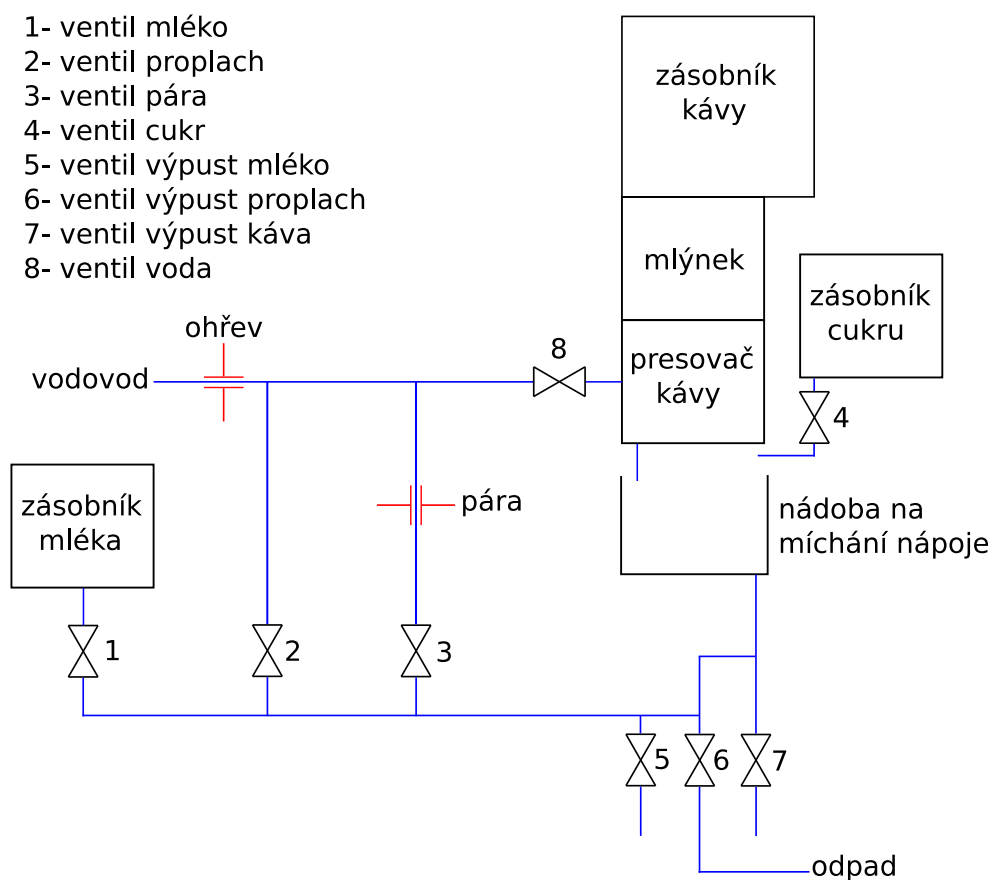 1- ventil mléko
2- ventil proplach
3- ventil pára
4- ventil cukr
5- ventil výpust mléko
6- ventil výpust proplach
7- ventil výpust káva
8- ventil voda
zásobník
kávy
mlýnek
zásobník
cukru
ohřev
8
vodovod
presovač
kávy
4
zásobník
mléka
pára
nádoba na
míchání nápoje
1
2
3
5
6
7
odpad